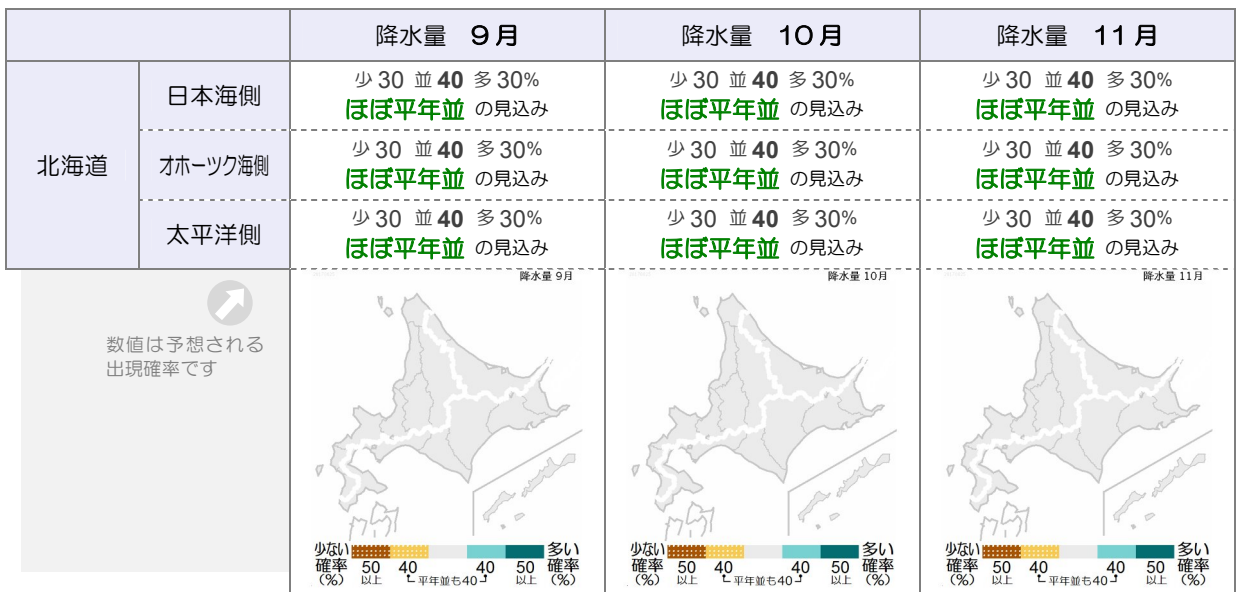 降水量 9月
降水量 10月
降水量 11月
北海道
日本海側
少30 並40 多30%
ほぼ平年並 の見込み
少30 並40 多30%
ほぼ平年並 の見込み
少30 並40 多30%
ほぼ平年並 の見込み
オホーツク海側
少30 並40 多30%
ほぼ平年並 の見込み
少30 並40 多30%
ほぼ平年並 の見込み
少30 並40 多30%
ほぼ平年並 の見込み
太平洋側
少30 並40 多30%
ほぼ平年並 の見込み
少30 並40 多30%
ほぼ平年並 の見込み
少30 並40 多30%
ほぼ平年並 の見込み
数値は予想される
出現確率です
降水量 9月
少ない 多い
確率 50 40 40 50 確率
(%) 以上 平年並も40 以上 (%)
降水量 10月
少ない 多い
確率 50 40 40 50 確率
(%) 以上 平年並も40 以上 (%)
降水量 11月
少ない 多い
確率 50 40 40 50 確率
(%) 以上 平年並も40 以上 (%)